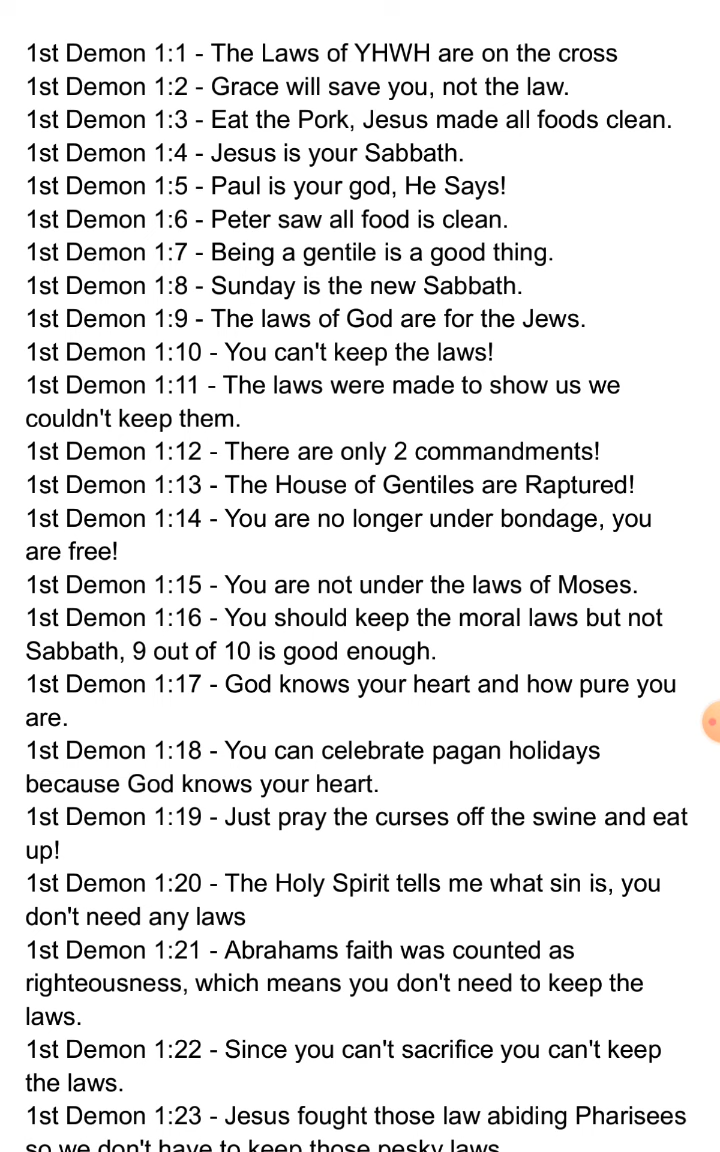 1st Demon 1:1 - The Laws of YHWH are on the cross
1st Demon 1:2 - Grace will save you, not the law.
1st Demon 1:3 - Eat the Pork, Jesus made all foods clean.
1st Demon 1:4 - Jesus is your Sabbath.
1st Demon 1:5 - Paul is your god, He Says!
1st Demon 1:6 - Peter saw all food is clean.
1st Demon 1:7 - Being a gentile is a good thing.
1st Demon 1:8 - Sunday is the new Sabbath.
1st Demon 1:9 - The laws of God are for the Jews.
1st Demon 1:10 - You can't keep the laws!
1st Demon 1:11 - The laws were made to show us we
couldn't keep them.
1st Demon 1:12 - There are only 2 commandments!
1st Demon 1:13 - The House of Gentiles are Raptured!
1st Demon 1:14 - You are no longer under bondage, you
are free!
1st Demon 1:15 - You are not under the laws of Moses.
1st Demon 1:16 - You should keep the moral laws but not
Sabbath, 9 out of 10 is good enough.
1st Demon 1:17 - God knows your heart and how pure you
are.
1st Demon 1:18 - You can celebrate pagan holidays
because God knows your heart.
1st Demon 1:19 - Just pray the curses off the swine and eat
up!
1st Demon 1:20 - The Holy Spirit tells me what sin is, you
don't need any laws
1st Demon 1:21 - Abrahams faith was counted as
righteousness, which means you don't need to keep the
laws.
1st Demon 1:22 - Since you can't sacrifice you can't keep
the laws.
1st Demon 1:23 - Jesus fought those law abiding Pharisees
so we don't have to keep those pesky laws